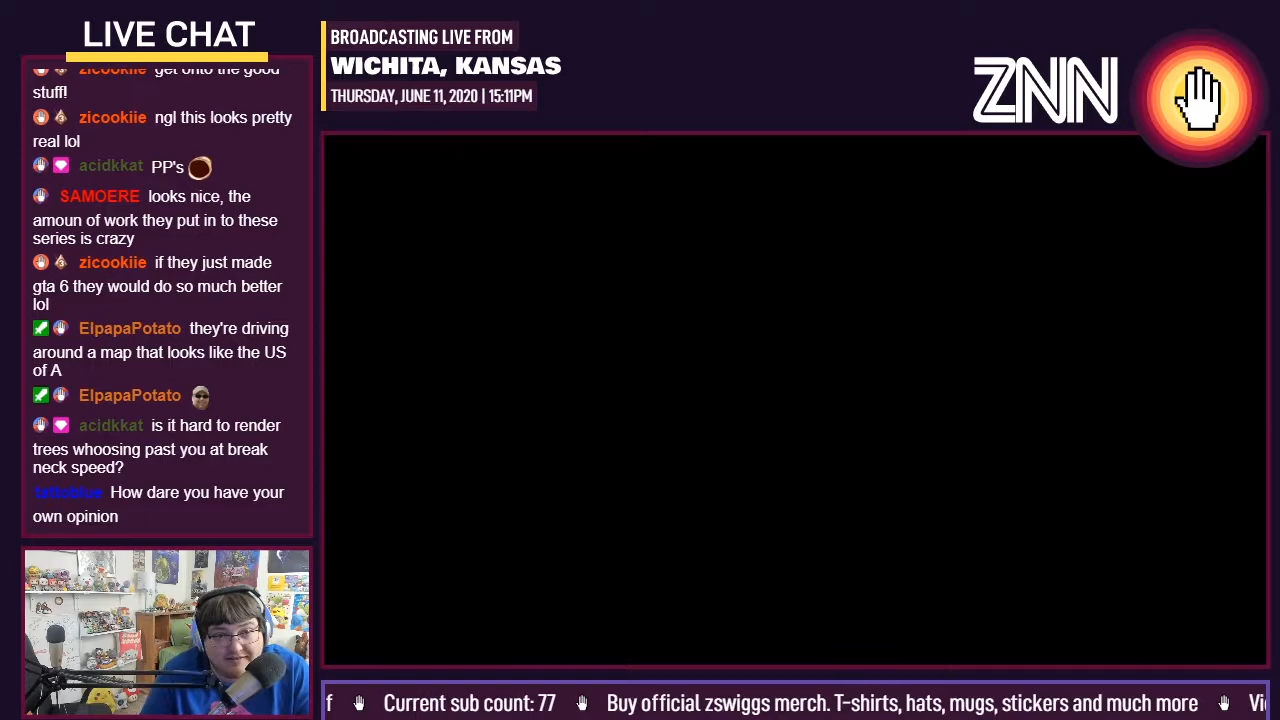 LIVE CHAT
zicookiie get onto the good
stuff!
zicookiie ngl this looks pretty
real lol
acidkkat PP's
SAMOERE looks nice, the
amoun of work they put in to these
series is crazy
zicookiie if they just made
gta 6 they would do so much better
lol
ElpapaPotato they're driving
around a map that looks like the US
of A
ElpapaPotato
acidkkat is it hard to render
trees whoosing past you at break
neck speed?
tattoblue How dare you have your
own opinion
BROADCASTING LIVE FROM
WICHITA, KANSAS
THURSDAY, JUNE 11, 2020 | 15:11PM
ZNN
f Current sub count: 77 Buy official zswiggs merch. T-shirts, hats, mugs, stickers and much more Vi